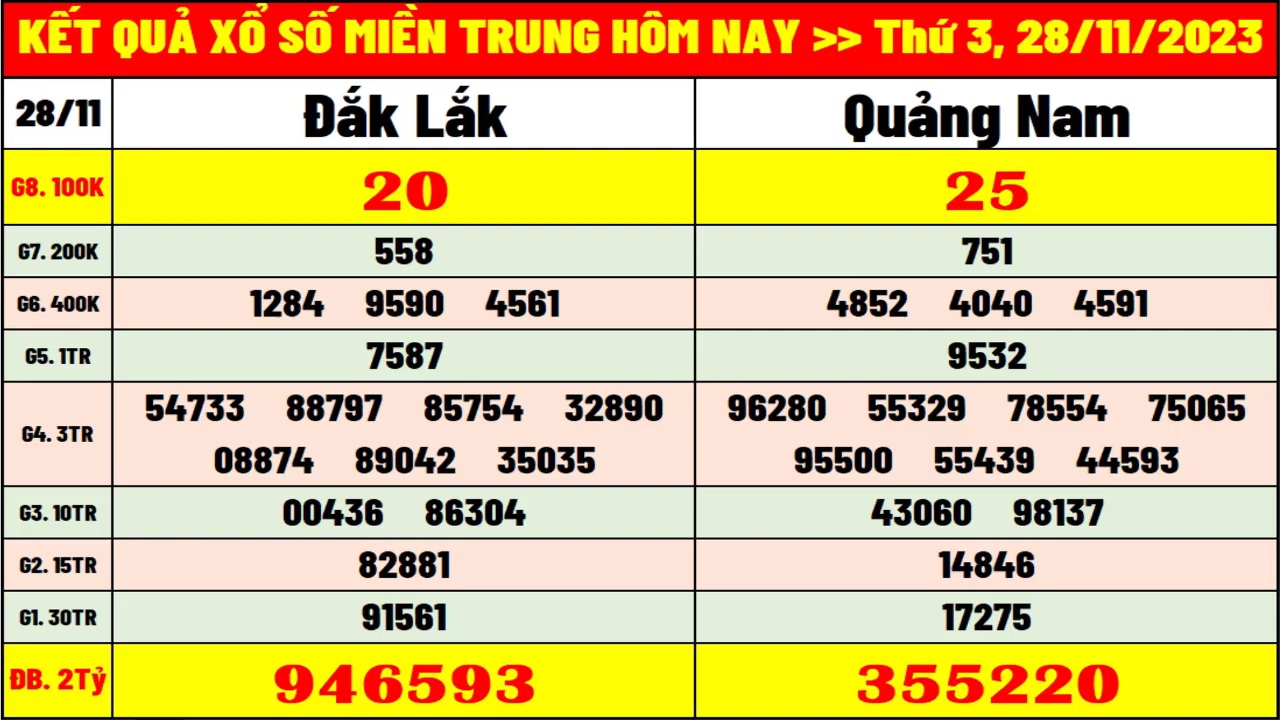 KẾT QUẢ XỔ SỐ MIỀN TRUNG HÔM NAY >> Thứ 3, 28/11/2023
28/11 Đắk Lắk Quảng Nam
G8. 100K 20 25
G7. 200K 558 751
G6. 400K 1284 9590 4561 4852 4040 4591
G5. 1TR 7587 9532
54733 88797 85754 32890 96280 55329 78554 75065
G4. 3TR
08874 89042 35035 95500 55439 44593
G3. 10TR 00436 86304 43060 98137
G2. 15TR 82881 14846
G1. 30TR 91561 17275
ĐB. 2Tỷ 946593 355220